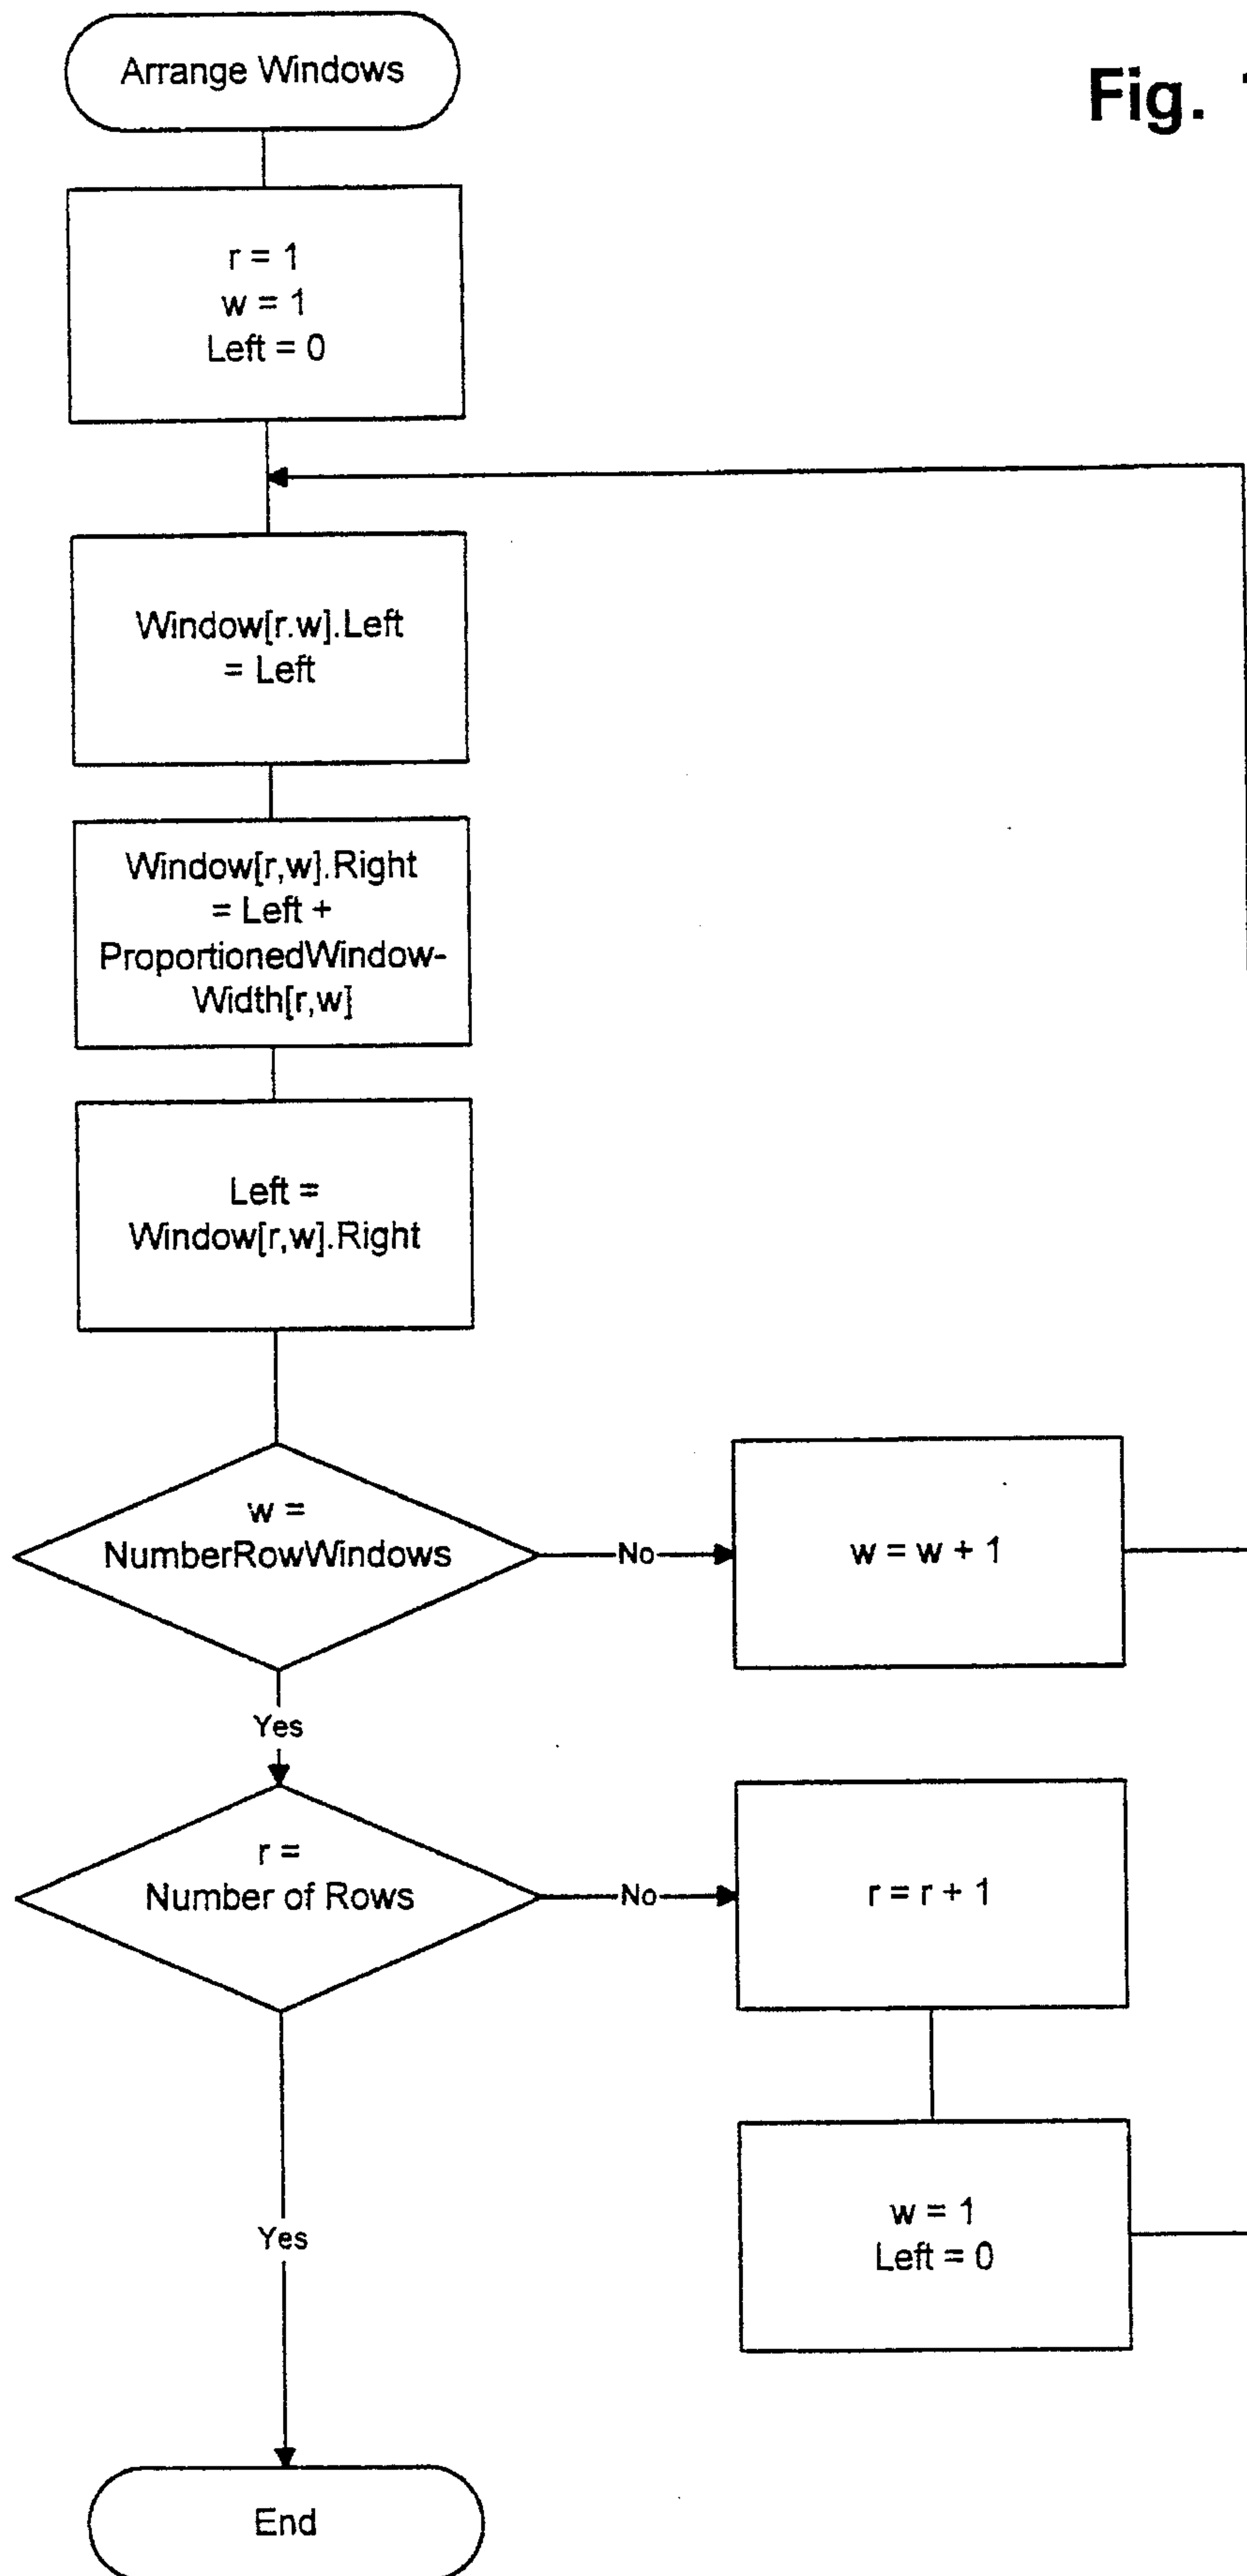 Arrange Windows
Fig.
r = 1
w = 1
Left = 0
Window[r.w].Left
= Left
Window[r,w].Right
= Left +
ProportionedWindow-
Width[r,w]
Left =
Window[r,w].Right
w =
NumberRowWindows
No
w = w + 1
Yes
r =
Number of Rows
No
r = r + 1
w = 1
Left = 0
Yes
End